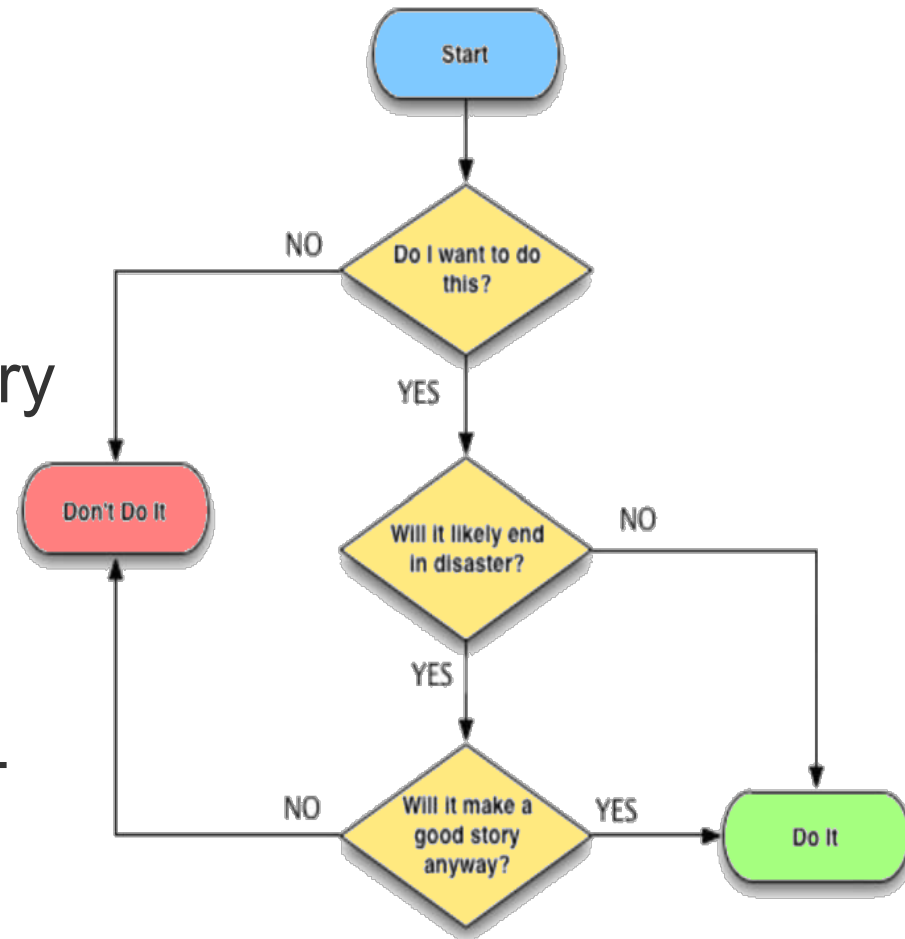 Start
NO
Do I want to do
this?
ry
YES
Don't Do It
Will it likely end
in disaster?
NO
YES
NO
Will it make a
good story
anyway?
YES
Do It